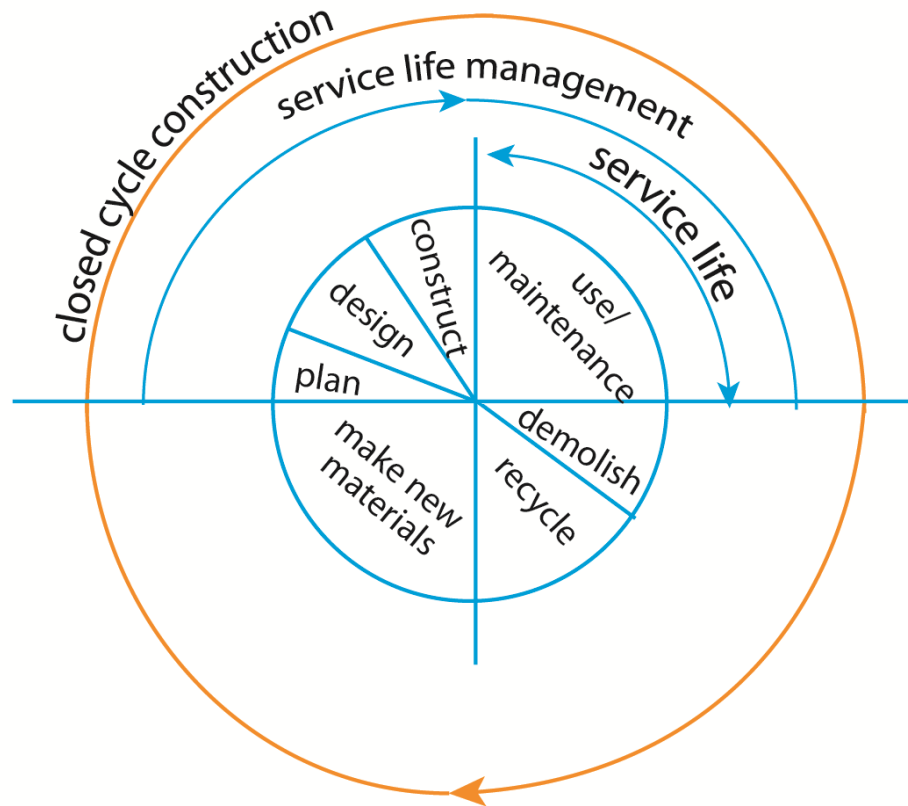 closed cycle construction
service life management
service life
construct
use/
maintenance
design
plan
demolish
recycle
make new
materials